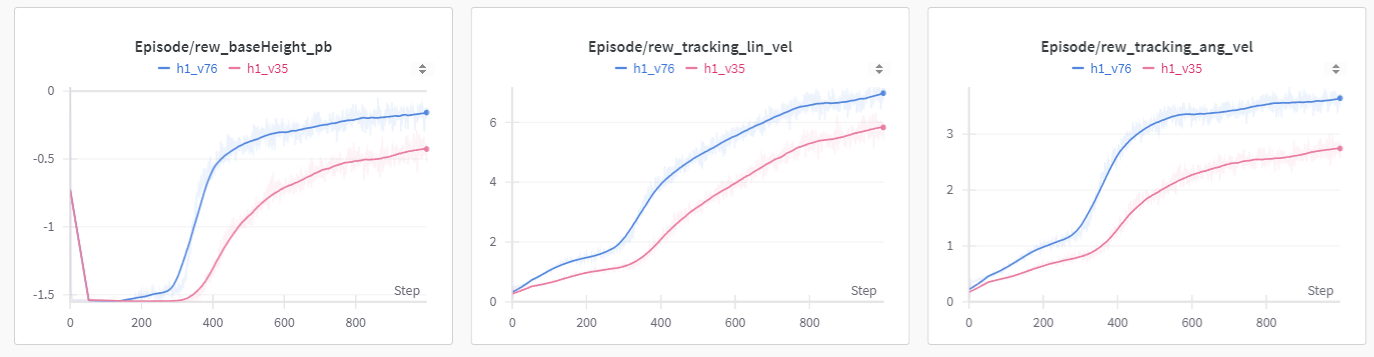 Episode/rew_baseHeight_pb
h1_v76 h1_v35
0
-0.5
-1
-1.5
Step
0 200 400 600 800
Episode/rew_tracking_lin_vel
h1_v76 h1_v35
6
4
2
0
Step
0 200 400 600 800
Episode/rew_tracking_ang_vel
h1_v76 h1_v35
3
2
1
0
Step
0 200 400 600 800